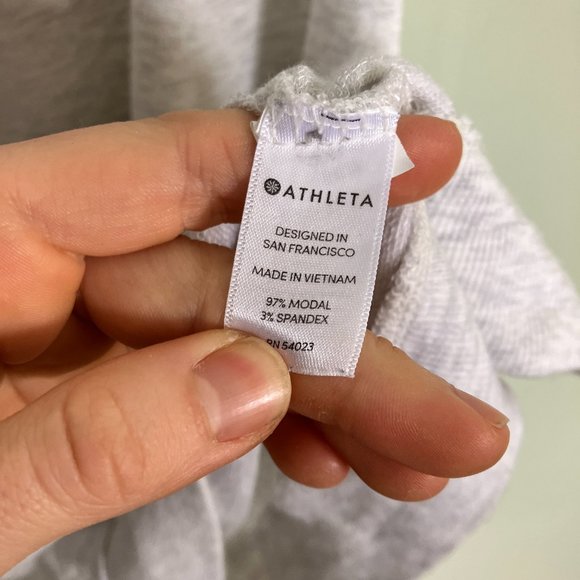 ATHLETA
DESIGNED IN
SAN FRANCISCO
MADE IN VIETNAM
97% MODAL
3% SPANDEX
RN 54023